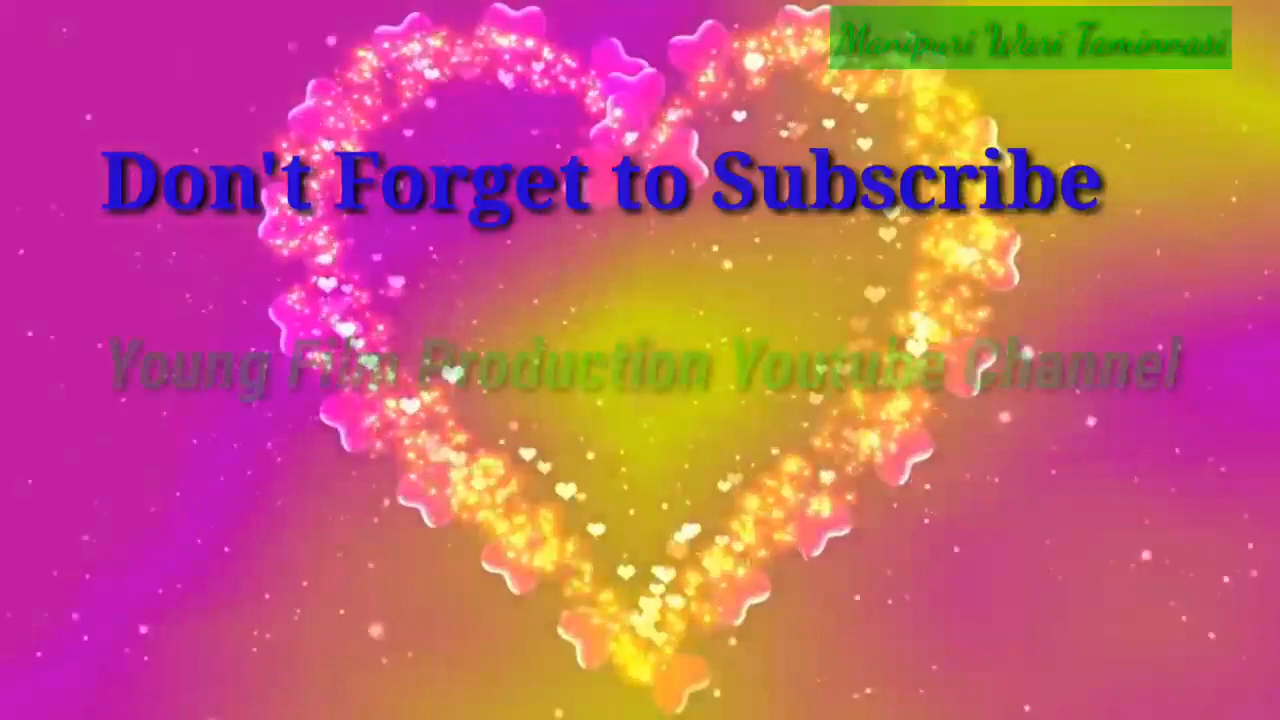 Manipuri Wari Taminnasi
Don't Forget to Subscribe
Young Film Production Youtube Channel